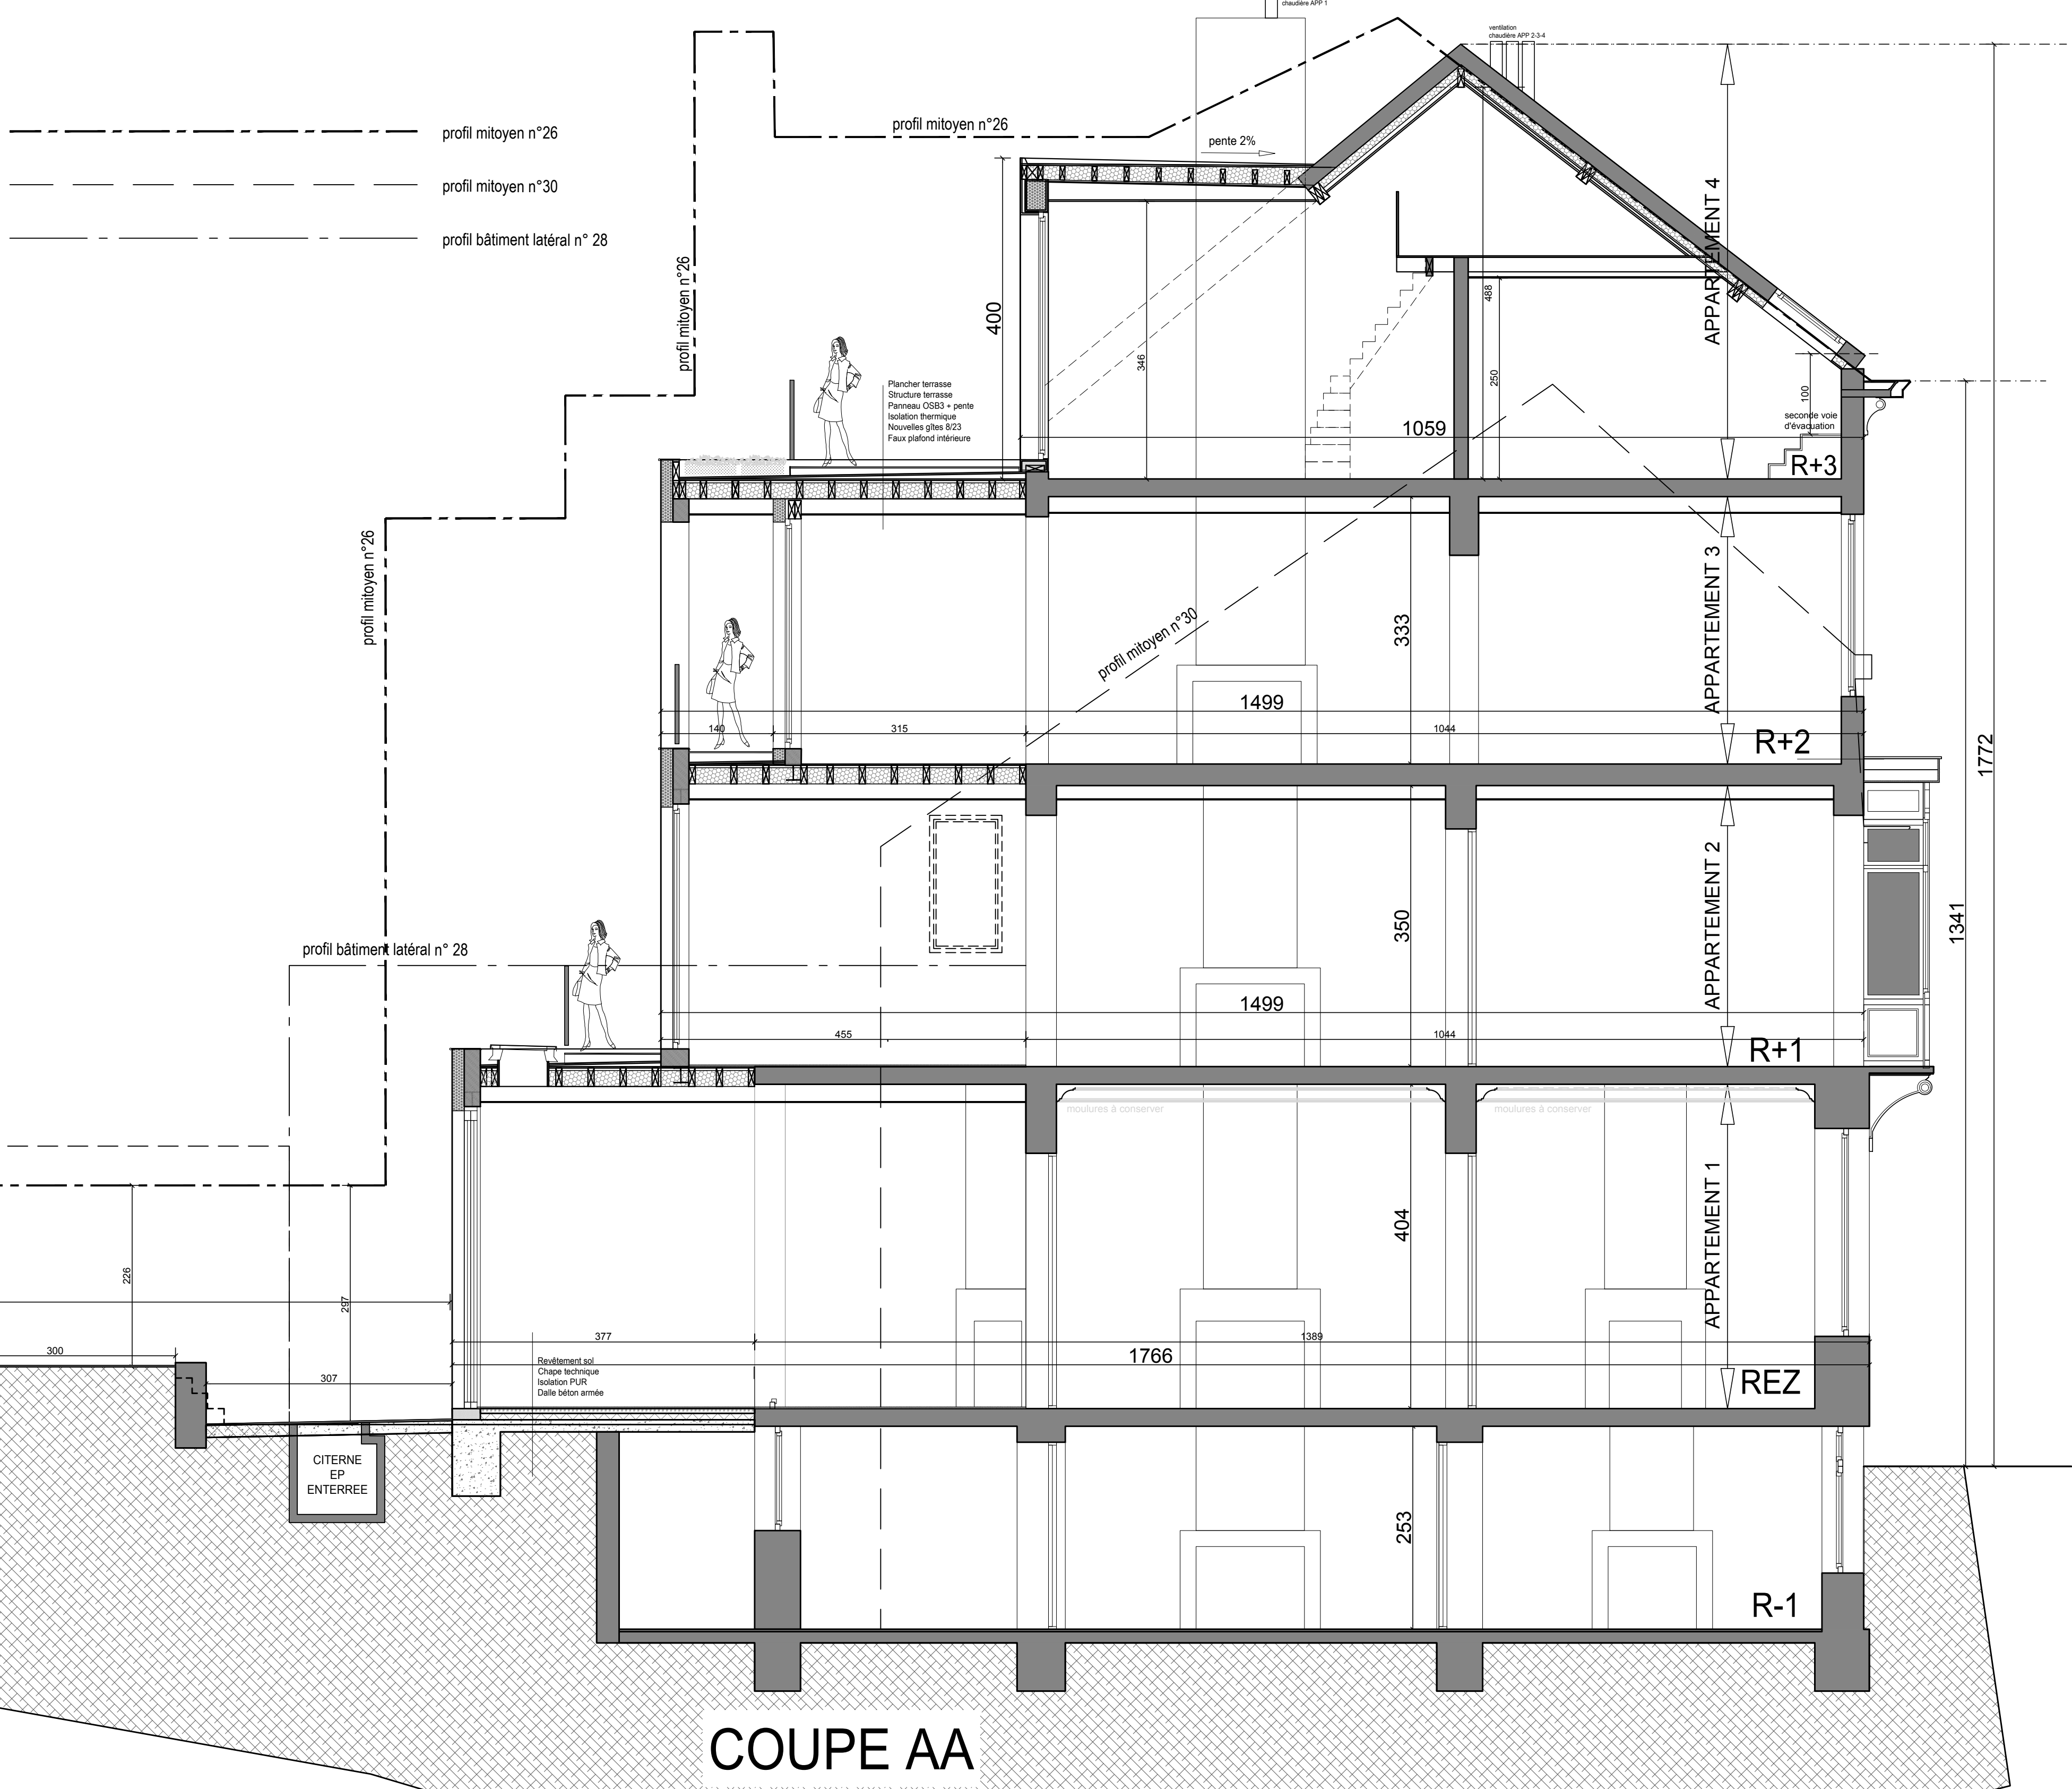 chaudière APP 1
ventilation
chaudière APP 2-3-4
profil mitoyen n°26
profil mitoyen n°26
pente 2%
profil mitoyen n°30
profil bâtiment latéral n° 28
profil mitoyen n°26
400
346
488
250
APPARTEMENT 4
100
seconde voie
d'évacuation
Plancher terrasse
Structure terrasse
Panneau OSB3 + pente
Isolation thermique
Nouvelles gîtes 8/23
Faux plafond intérieure
1059
R+3
profil mitoyen n°26
profil mitoyen n°30
333
APPARTEMENT 3
1499
140
315
1044
R+2
1772
profil bâtiment latéral n° 28
350
APPARTEMENT 2
1341
1499
455
1044
R+1
moulures à conserver
moulures à conserver
226
297
404
APPARTEMENT 1
377
1389
300
1766
307
Revêtement sol
Chape technique
Isolation PUR
Dalle béton armée
REZ
CITERNE
EP
ENTERREE
253
R-1
COUPE AA